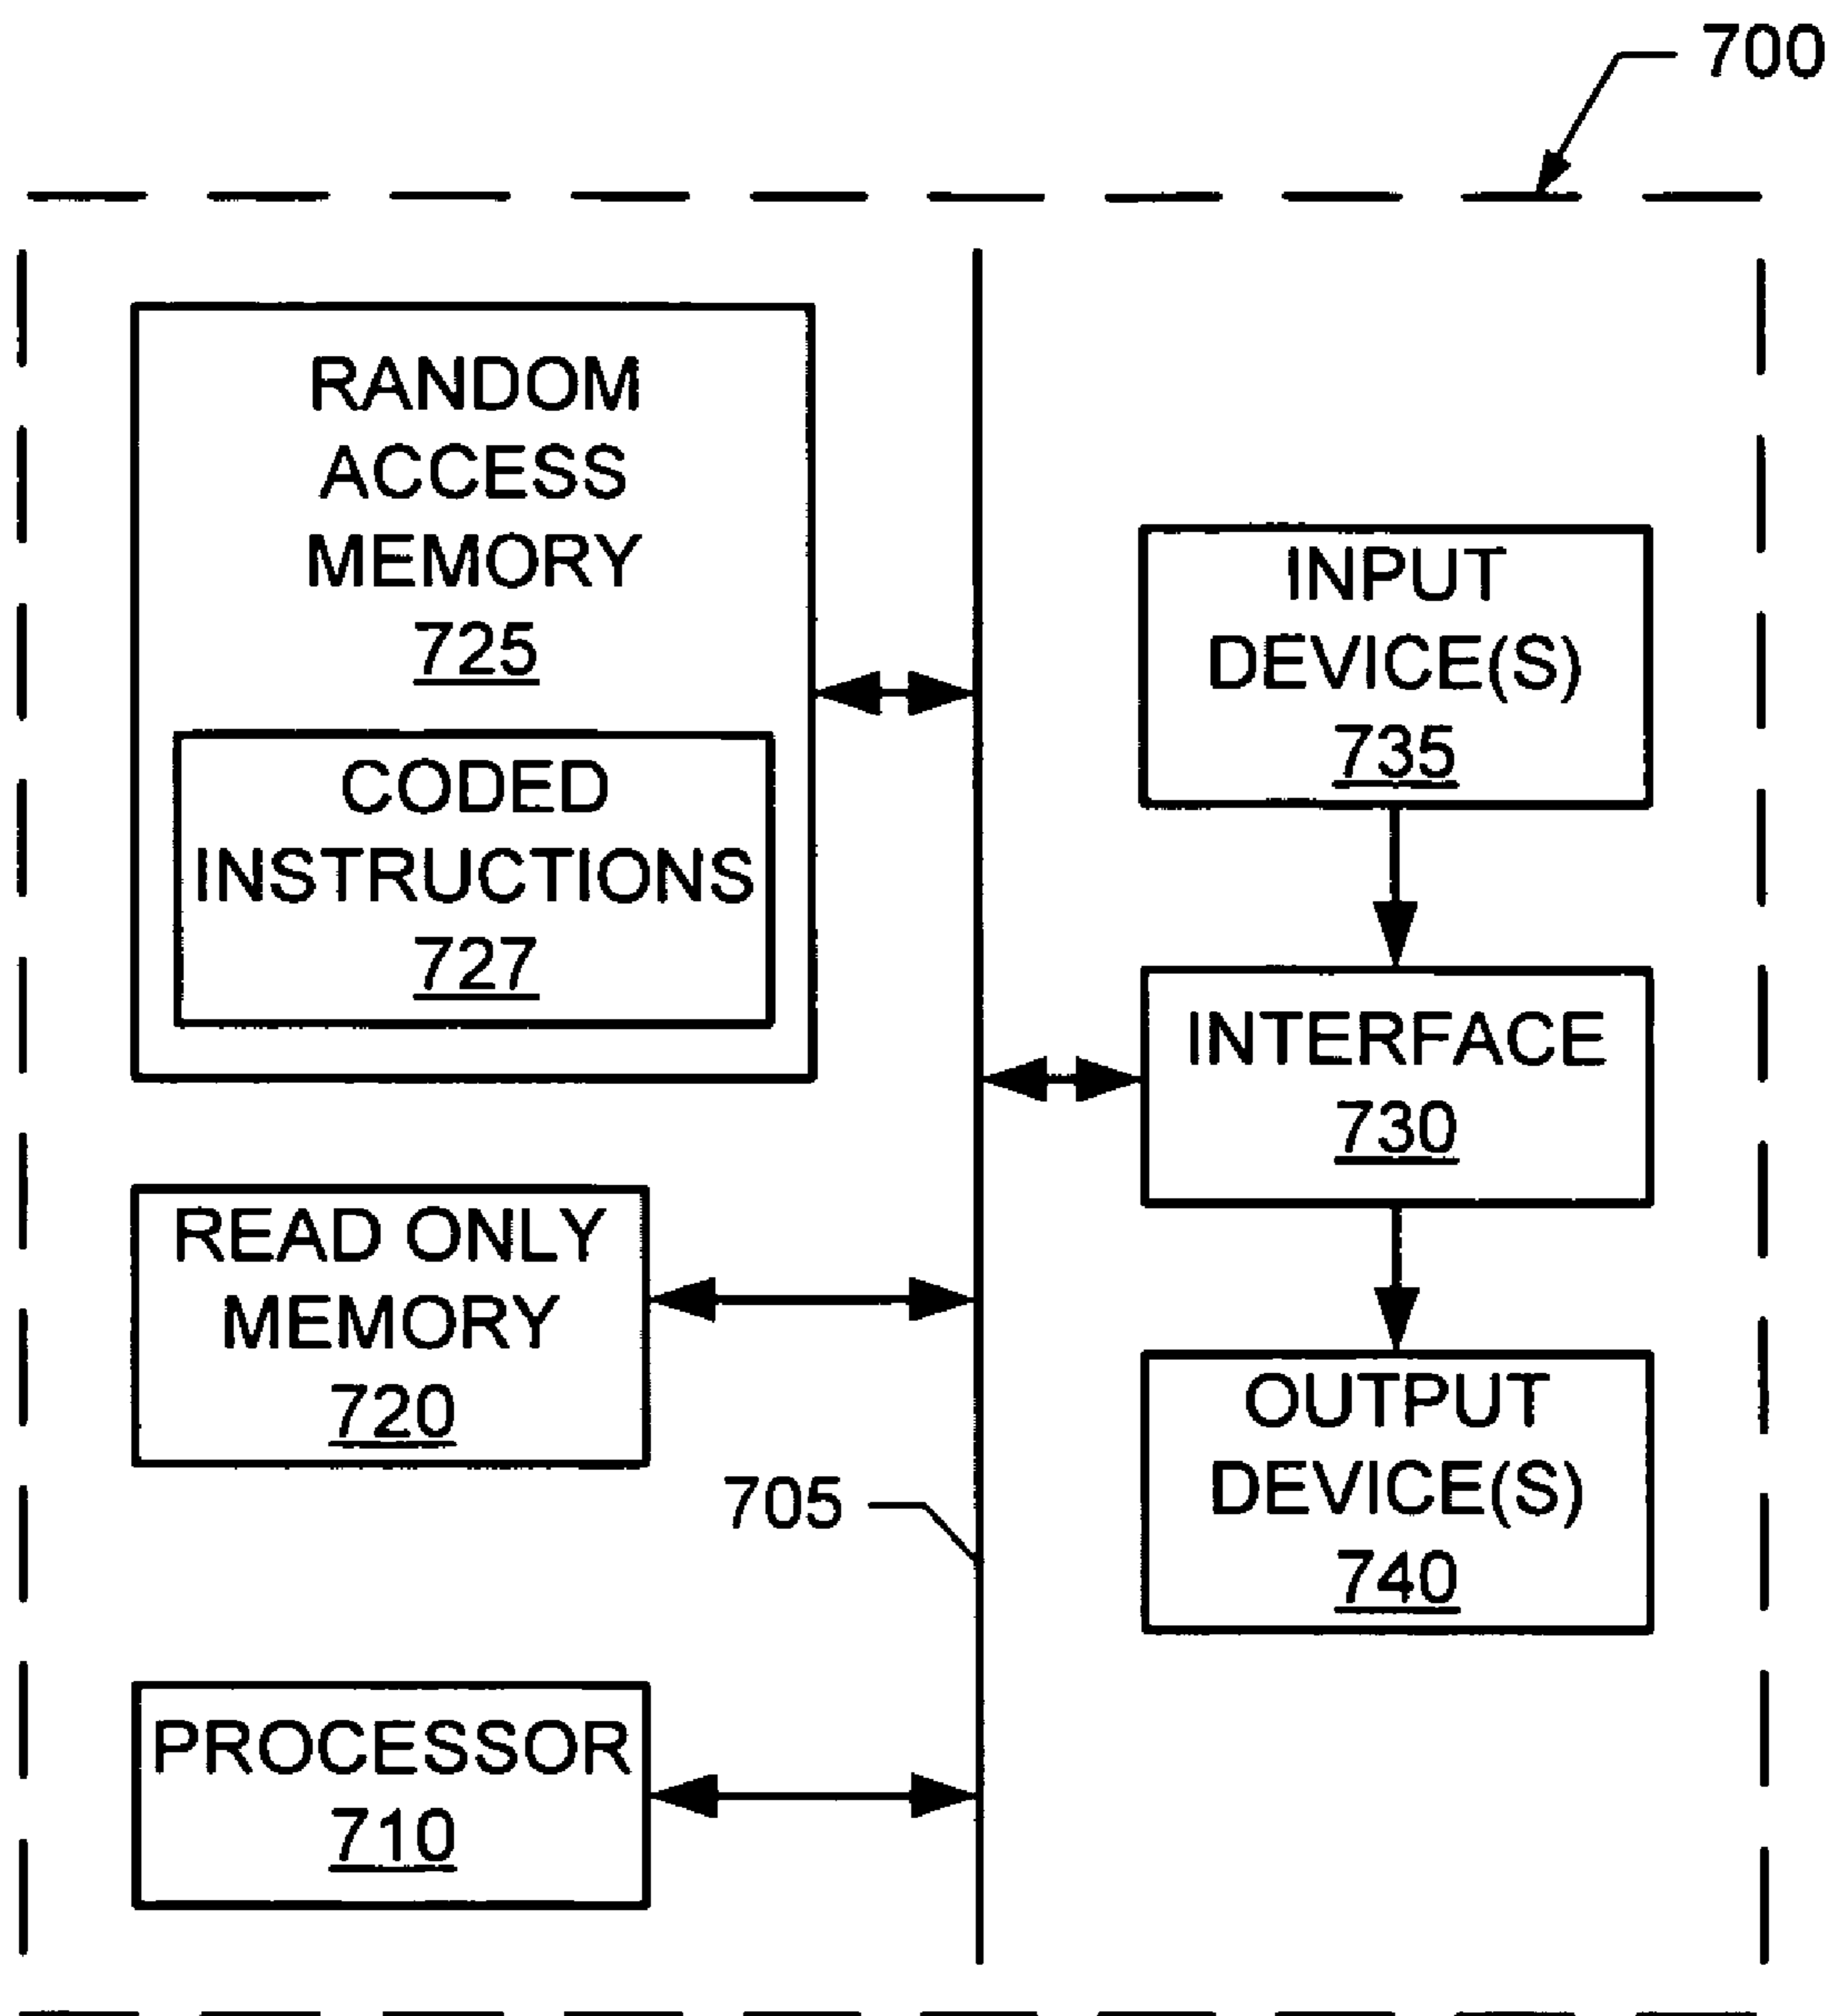 700
RANDOM
ACCESS
MEMORY
725
CODED
INSTRUCTIONS
727
INPUT
DEVICE(S)
735
INTERFACE
730
READ ONLY
MEMORY
720
OUTPUT
DEVICE(S)
740
705
PROCESSOR
710